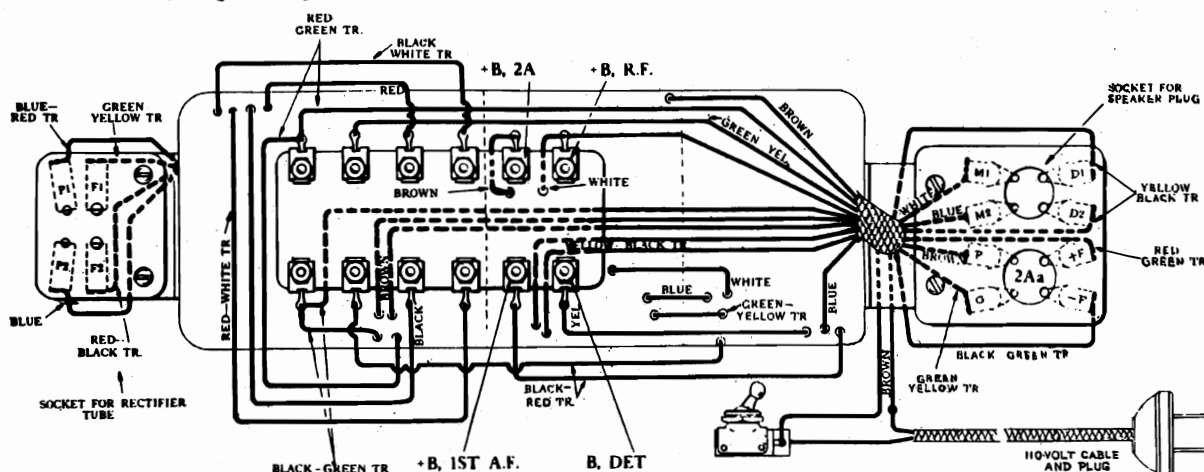 RED
GREEN TR.
BLACK
WHITE TR
+B, 2A
+B, R.F.
RED
BROWN
SOCKET FOR
SPEAKER PLUG
BLUE-
RED TR
GREEN
YELLOW TR
GREEN YEL.
P1
F1
P2
F2
BROWN
WHITE
WHITE
BLUE
BROWN
M1
D1
M2
D2
P
+F
G
-F
2Aa
YELLOW
BLACK TR
RED
GREEN TR
RED-WHITE TR
YELLOW-BLACK TR
BROWN
BLACK
YEL.
BLUE
WHITE
GREEN-
YELLOW TR
BLUE
BLUE
RED-
BLACK TR.
SOCKET FOR RECTIFIER
TUBE
BLACK-
RED TR.
BROWN
BLACK GREEN TR
GREEN
YELLOW TR
BLACK-GREEN TR
+B, 1ST A.F.
B, DET
110-VOLT CABLE
AND PLUG